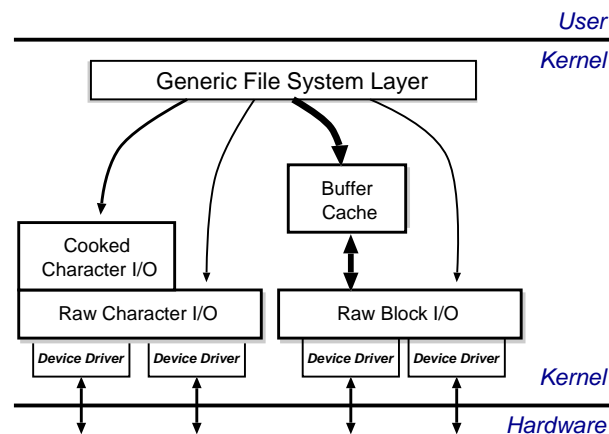 User
Kernel
Generic File System Layer
Buffer
Cache
Cooked
Character I/O
Raw Character I/O
Raw Block I/O
Device Driver
Device Driver
Device Driver
Device Driver
Kernel
Hardware